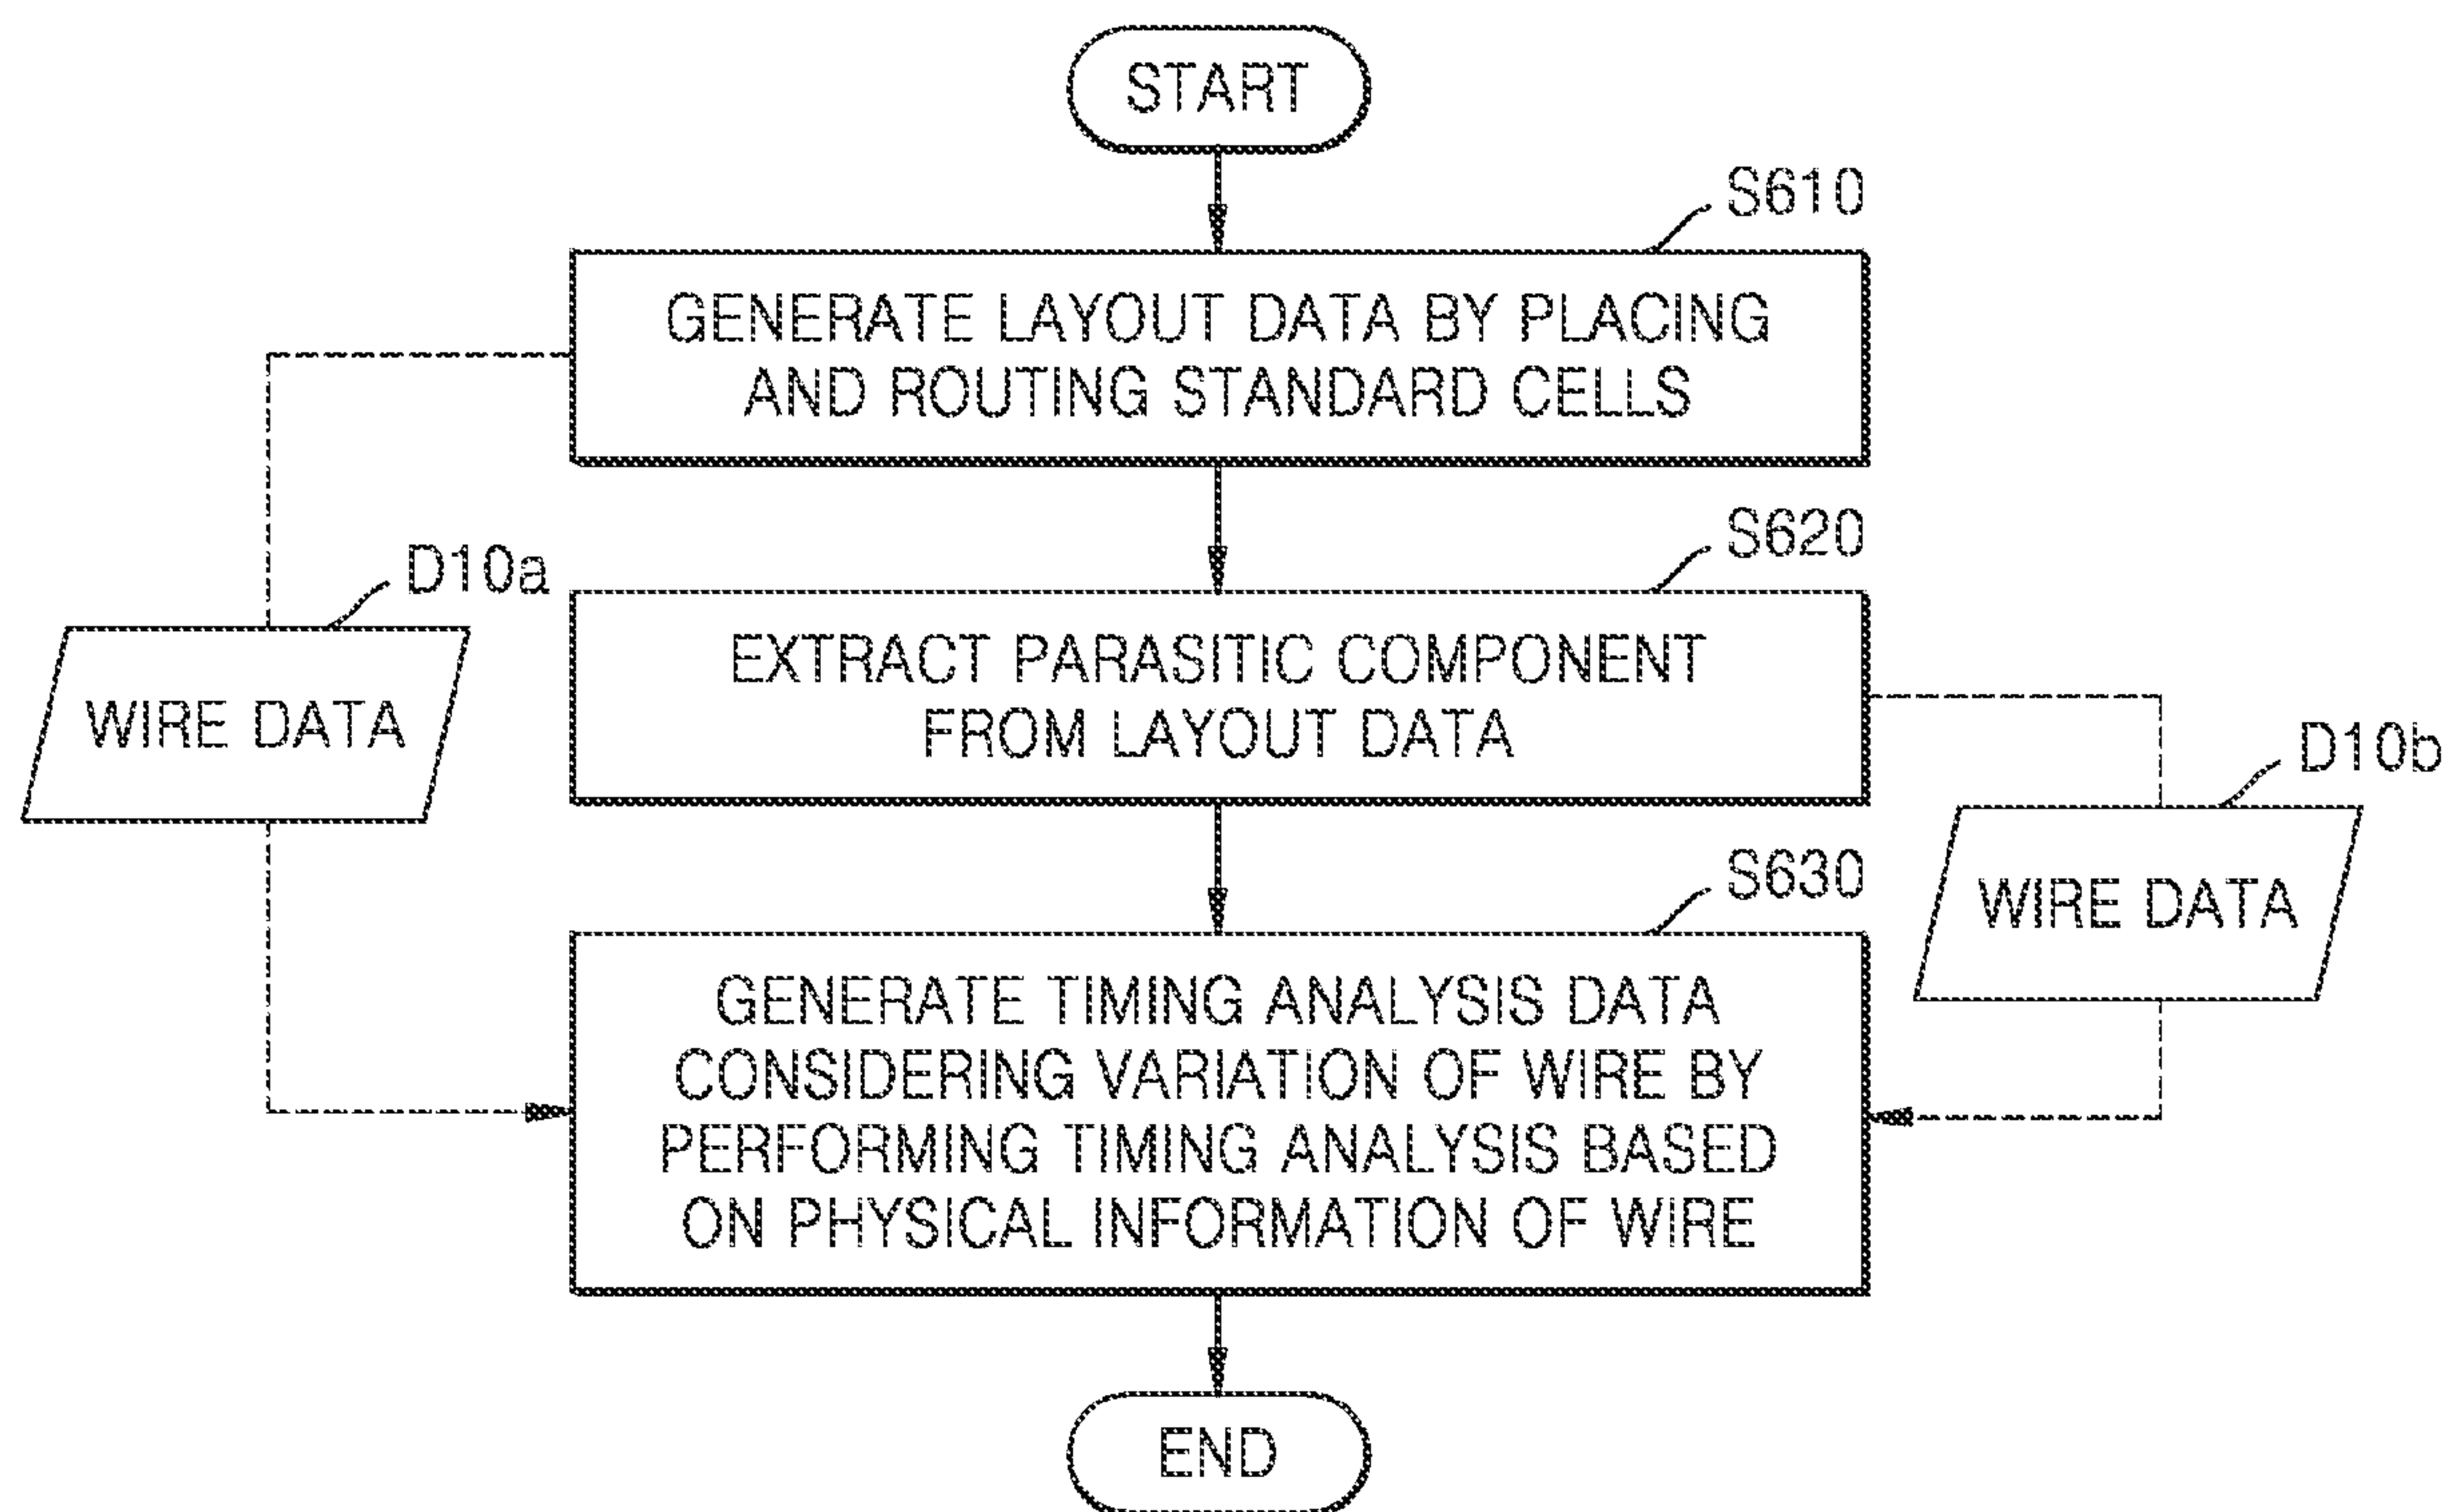 START
S610
GENERATE LAYOUT DATA BY PLACING
AND ROUTING STANDARD CELLS
S620
D10a
EXTRACT PARASITIC COMPONENT
FROM LAYOUT DATA
WIRE DATA
D10b
S630
WIRE DATA
GENERATE TIMING ANALYSIS DATA
CONSIDERING VARIATION OF WIRE BY
PERFORMING TIMING ANALYSIS BASED
ON PHYSICAL INFORMATION OF WIRE
END